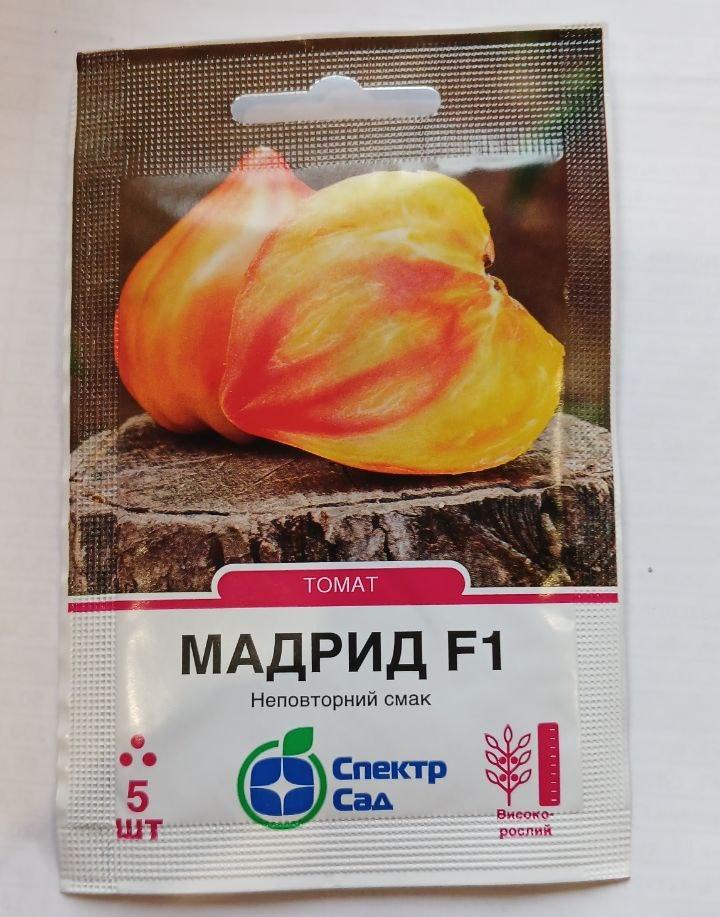 ТОМАТ
МАДРИД F1
Неповторний смак
Спектр
Сад
5
шт
Високо-
рослий